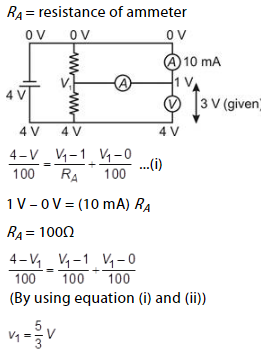 R_A = resistance of ammeter
0 V 0 V 0 V
A 10 mA
V₁ A 1 V
4 V V 3 V (given)
4 V 4 V 4 V
(4–V)/100 = (V₁–1)/R_A + (V₁–0)/100 ...(i)
1 V – 0 V = (10 mA) R_A
R_A = 100Ω
(4–V₁)/100 = (V₁–1)/100 + (V₁–0)/100
(By using equation (i) and (ii))
v₁ = 5/3 V